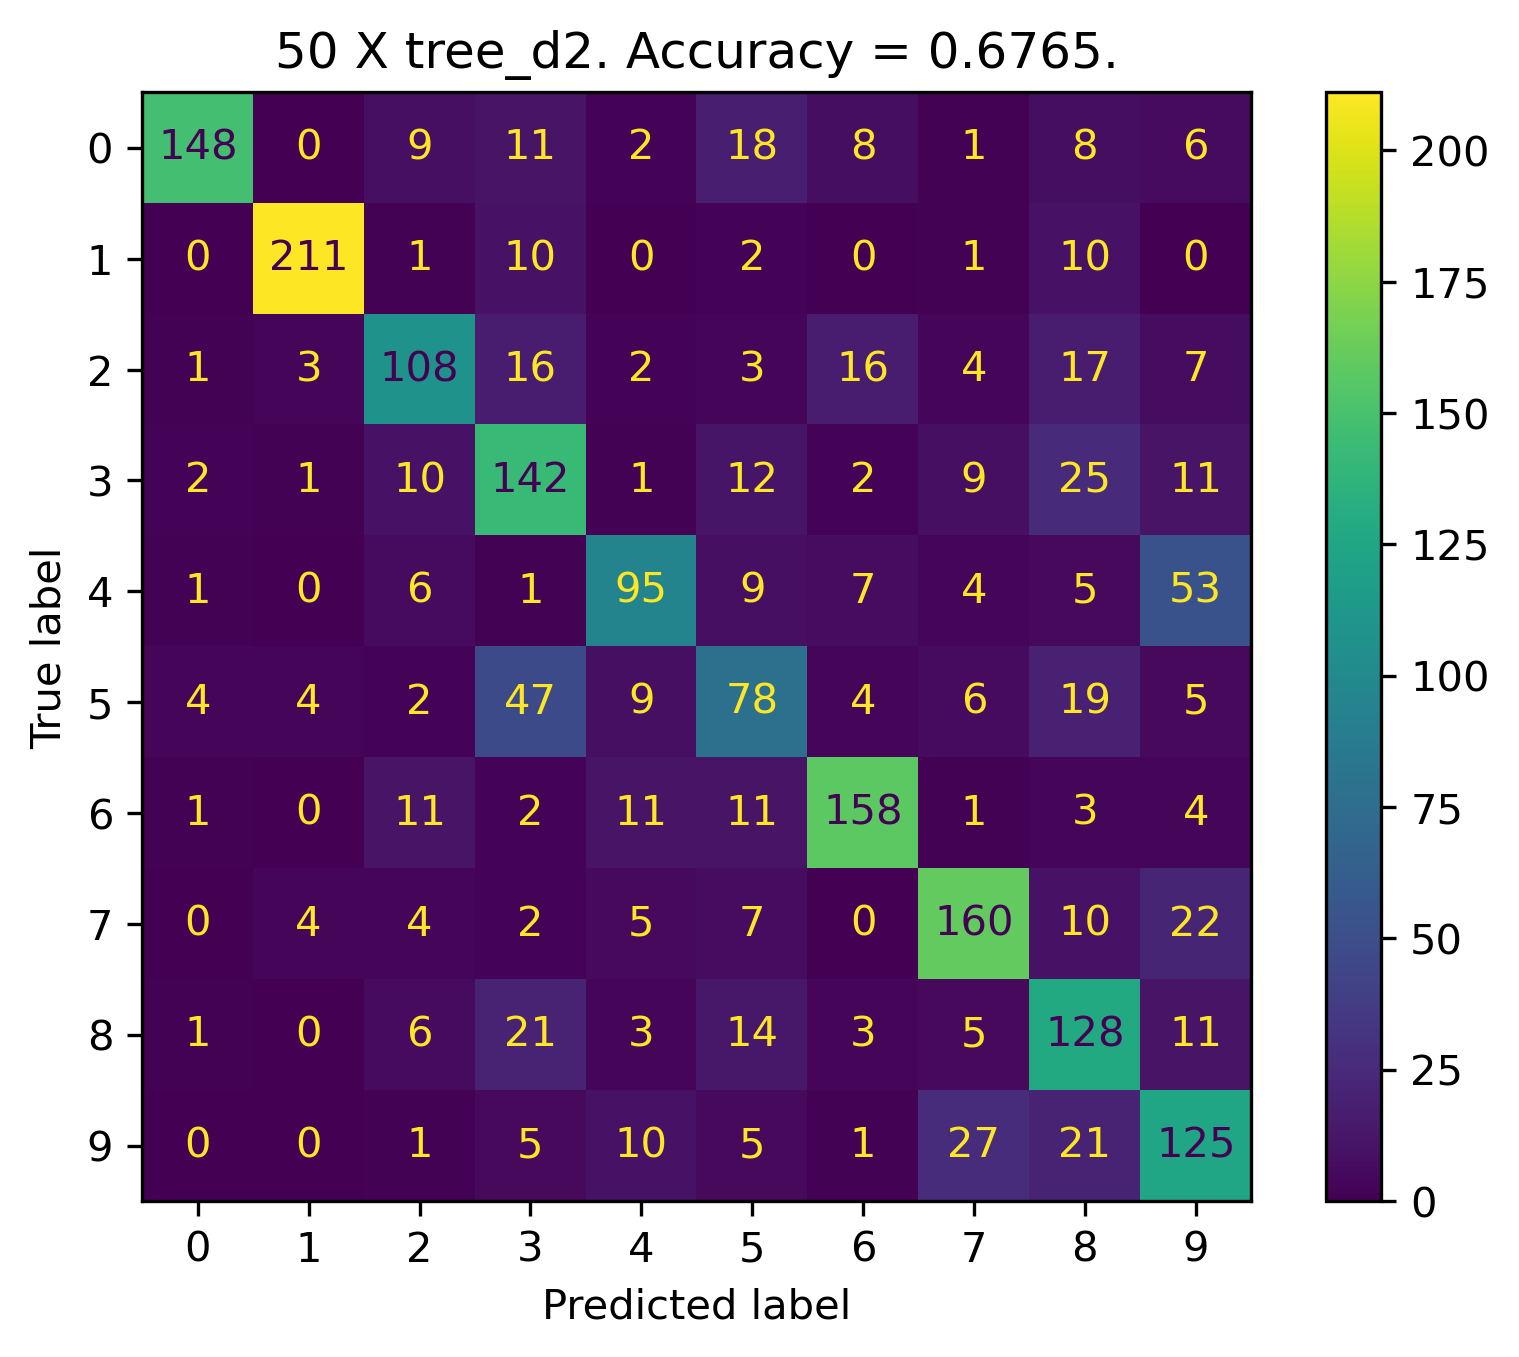 50 X tree_d2. Accuracy = 0.6765.
0 148 0 9 11 2 18 8 1 8 6
1 0 211 1 10 0 2 0 1 10 0
2 1 3 108 16 2 3 16 4 17 7
3 2 1 10 142 1 12 2 9 25 11
4 1 0 6 1 95 9 7 4 5 53
5 4 4 2 47 9 78 4 6 19 5
6 1 0 11 2 11 11 158 1 3 4
7 0 4 4 2 5 7 0 160 10 22
8 1 0 6 21 3 14 3 5 128 11
9 0 0 1 5 10 5 1 27 21 125
0 1 2 3 4 5 6 7 8 9
Predicted label
True label
200
175
150
125
100
75
50
25
0